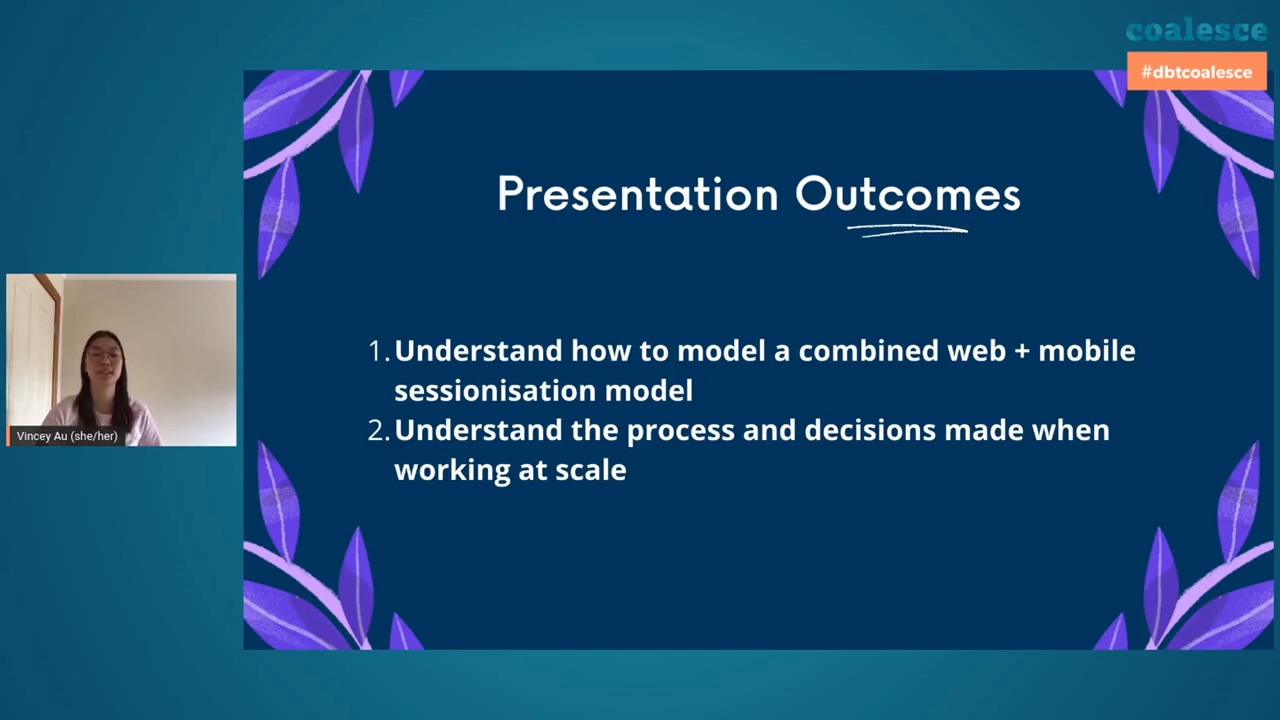 coalesce
#dbtcoalesce
Presentation Outcomes
1. Understand how to model a combined web + mobile
sessionisation model
2. Understand the process and decisions made when
working at scale
Vincey Au (she/her)